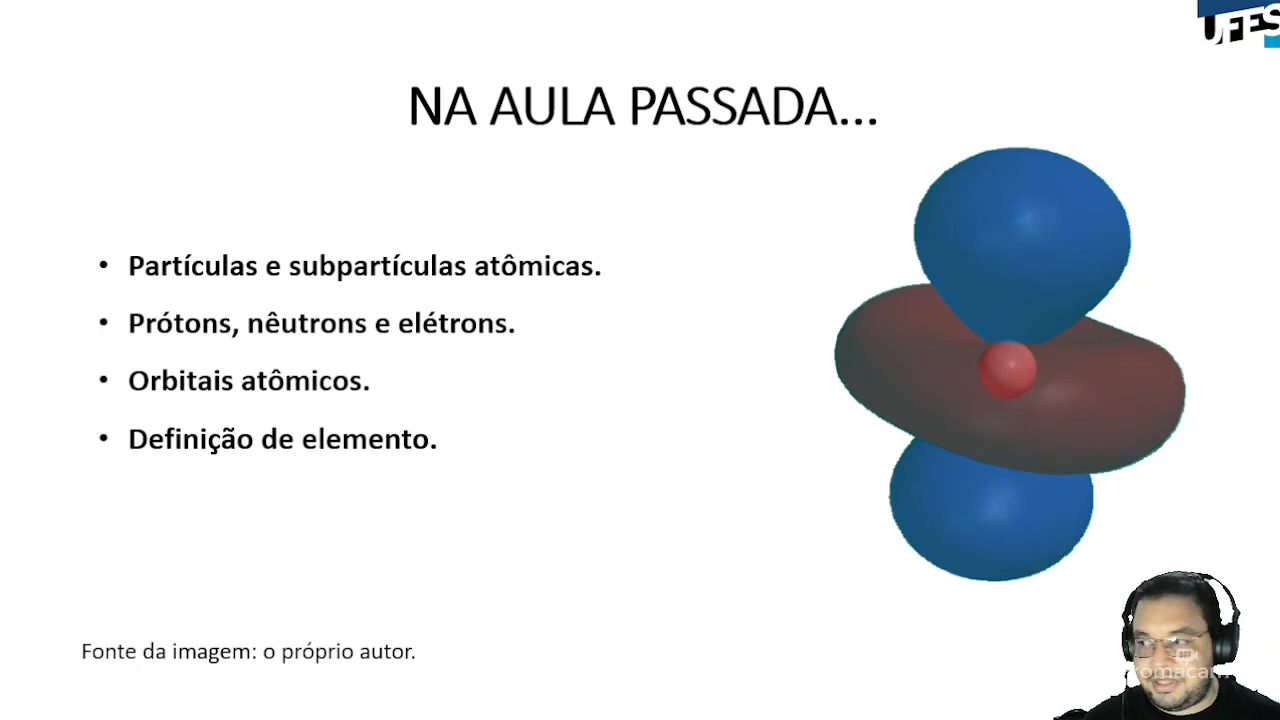 UFES
NA AULA PASSADA...
• Partículas e subpartículas atômicas.
• Prótons, nêutrons e elétrons.
• Orbitais atômicos.
• Definição de elemento.
Fonte da imagem: o próprio autor.